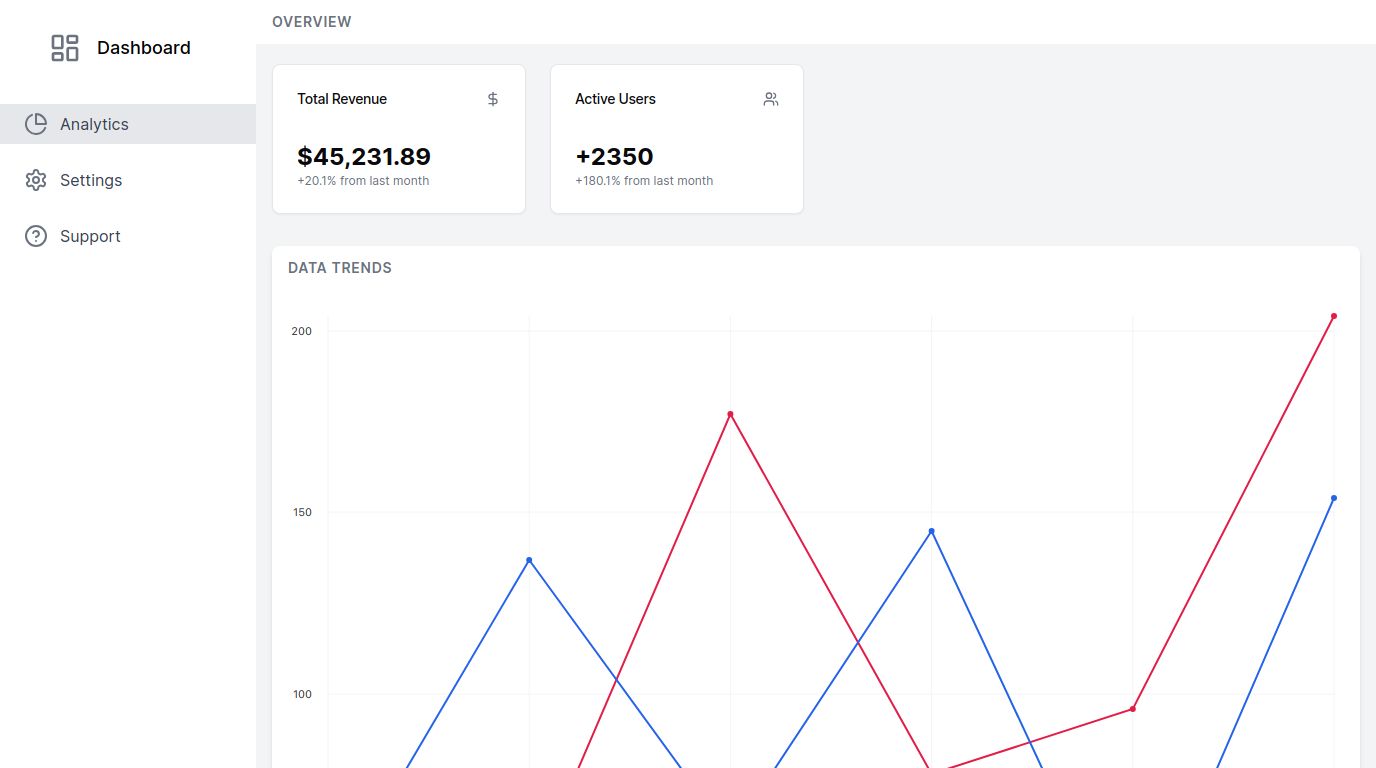 Dashboard
Analytics
Settings
Support
OVERVIEW
Total Revenue
$45,231.89
+20.1% from last month
Active Users
+2350
+180.1% from last month
DATA TRENDS
200
150
100